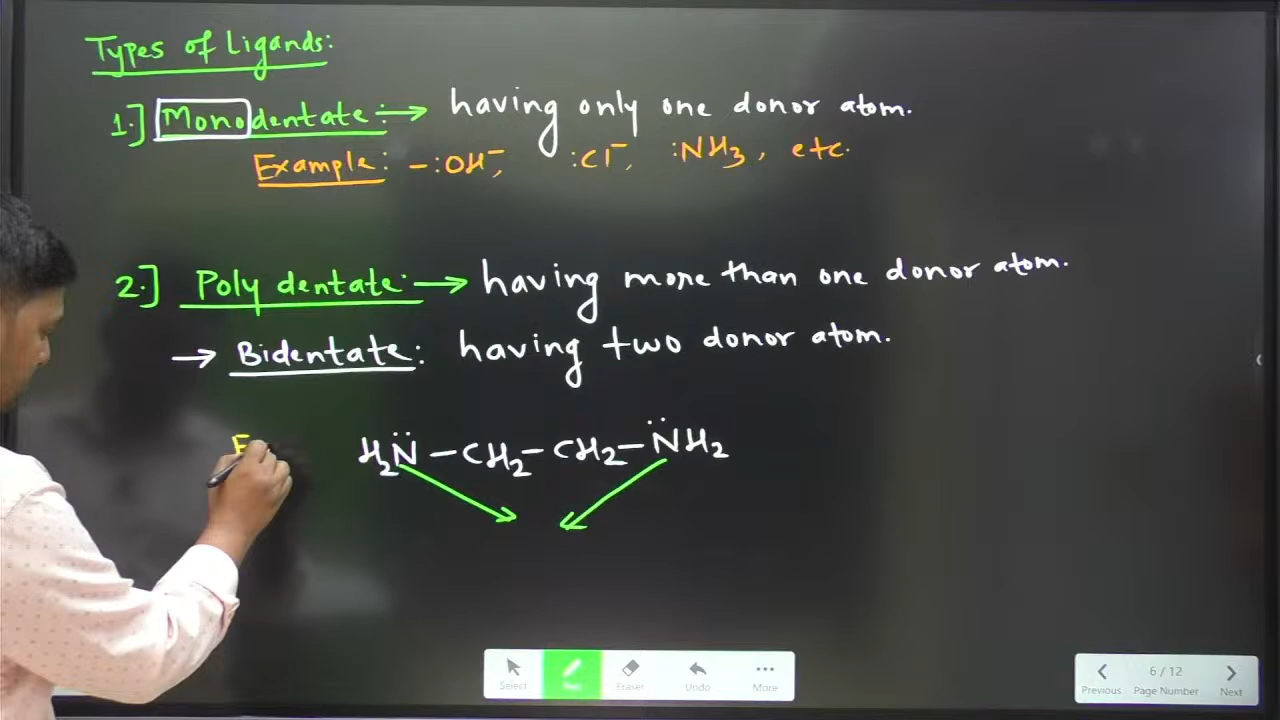 Types of Ligands:
1.] Monodentate: → having only one donor atom.
Example: - :OH⁻, :Cl⁻, :NH₃, etc.
2.] Poly dentate: → having more than one donor atom.
→ Bidentate: having two donor atom.
E H₂N̈ – CH₂ – CH₂ – N̈H₂
Select Pen Eraser Undo More
Previous 6 / 12 Page Number Next